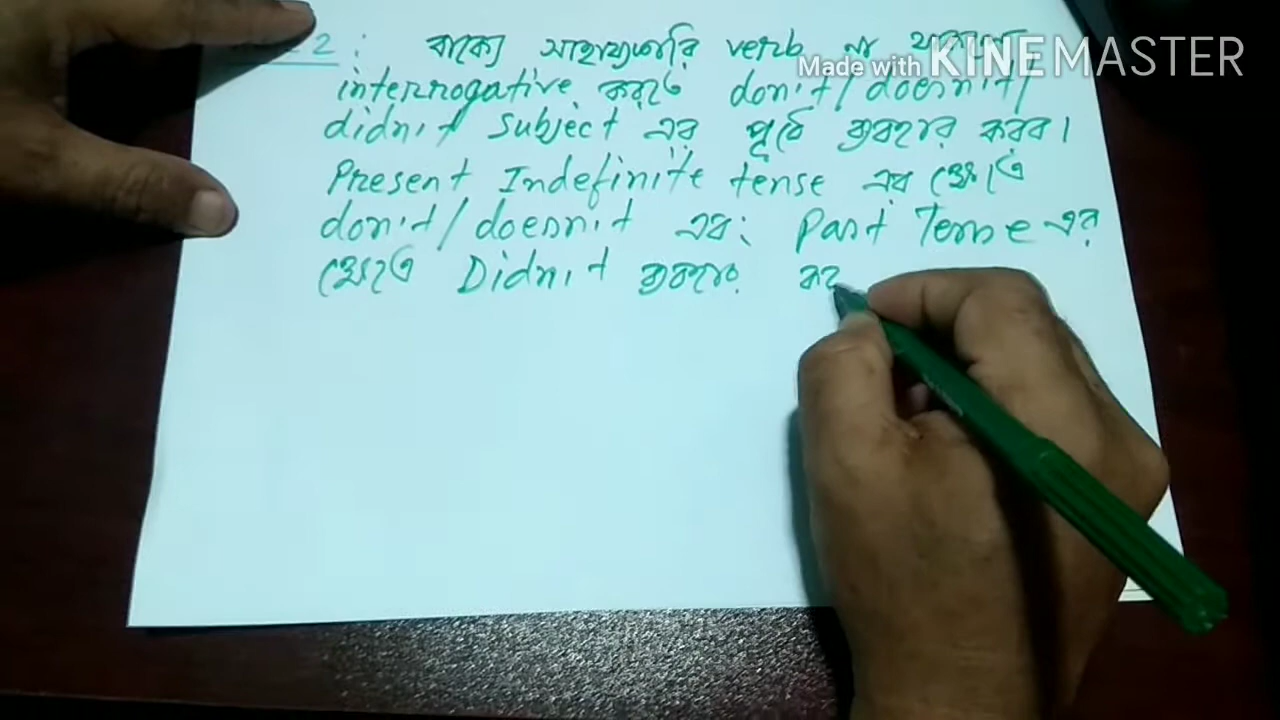 2 : বাক্যে সাহায্যকারি verb না
Made with KINEMASTER
interrogative করতে don't/doesn't/
didn't subject এর পূর্বে ব্যবহার করব।
Present Indefinite tense এর ক্ষেত্রে
don't/doesn't এবং Past Tense এর
ক্ষেত্রে Didn't ব্যবহার